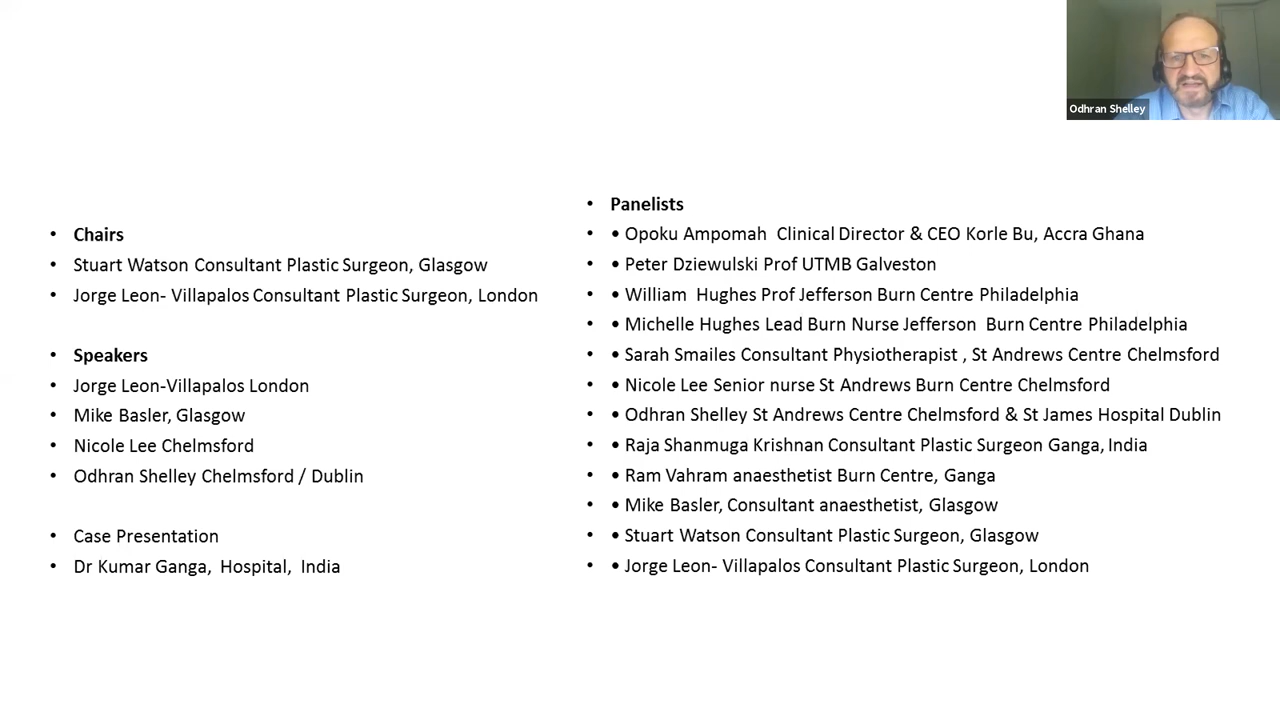 Odhran Shelley
• Chairs
• Stuart Watson Consultant Plastic Surgeon, Glasgow
• Jorge Leon- Villapalos Consultant Plastic Surgeon, London
• Speakers
• Jorge Leon-Villapalos London
• Mike Basler, Glasgow
• Nicole Lee Chelmsford
• Odhran Shelley Chelmsford / Dublin
• Case Presentation
• Dr Kumar Ganga, Hospital, India
• Panelists
• • Opoku Ampomah Clinical Director & CEO Korle Bu, Accra Ghana
• • Peter Dziewulski Prof UTMB Galveston
• • William Hughes Prof Jefferson Burn Centre Philadelphia
• • Michelle Hughes Lead Burn Nurse Jefferson Burn Centre Philadelphia
• • Sarah Smailes Consultant Physiotherapist , St Andrews Centre Chelmsford
• • Nicole Lee Senior nurse St Andrews Burn Centre Chelmsford
• • Odhran Shelley St Andrews Centre Chelmsford & St James Hospital Dublin
• • Raja Shanmuga Krishnan Consultant Plastic Surgeon Ganga, India
• • Ram Vahram anaesthetist Burn Centre, Ganga
• • Mike Basler, Consultant anaesthetist, Glasgow
• • Stuart Watson Consultant Plastic Surgeon, Glasgow
• • Jorge Leon- Villapalos Consultant Plastic Surgeon, London